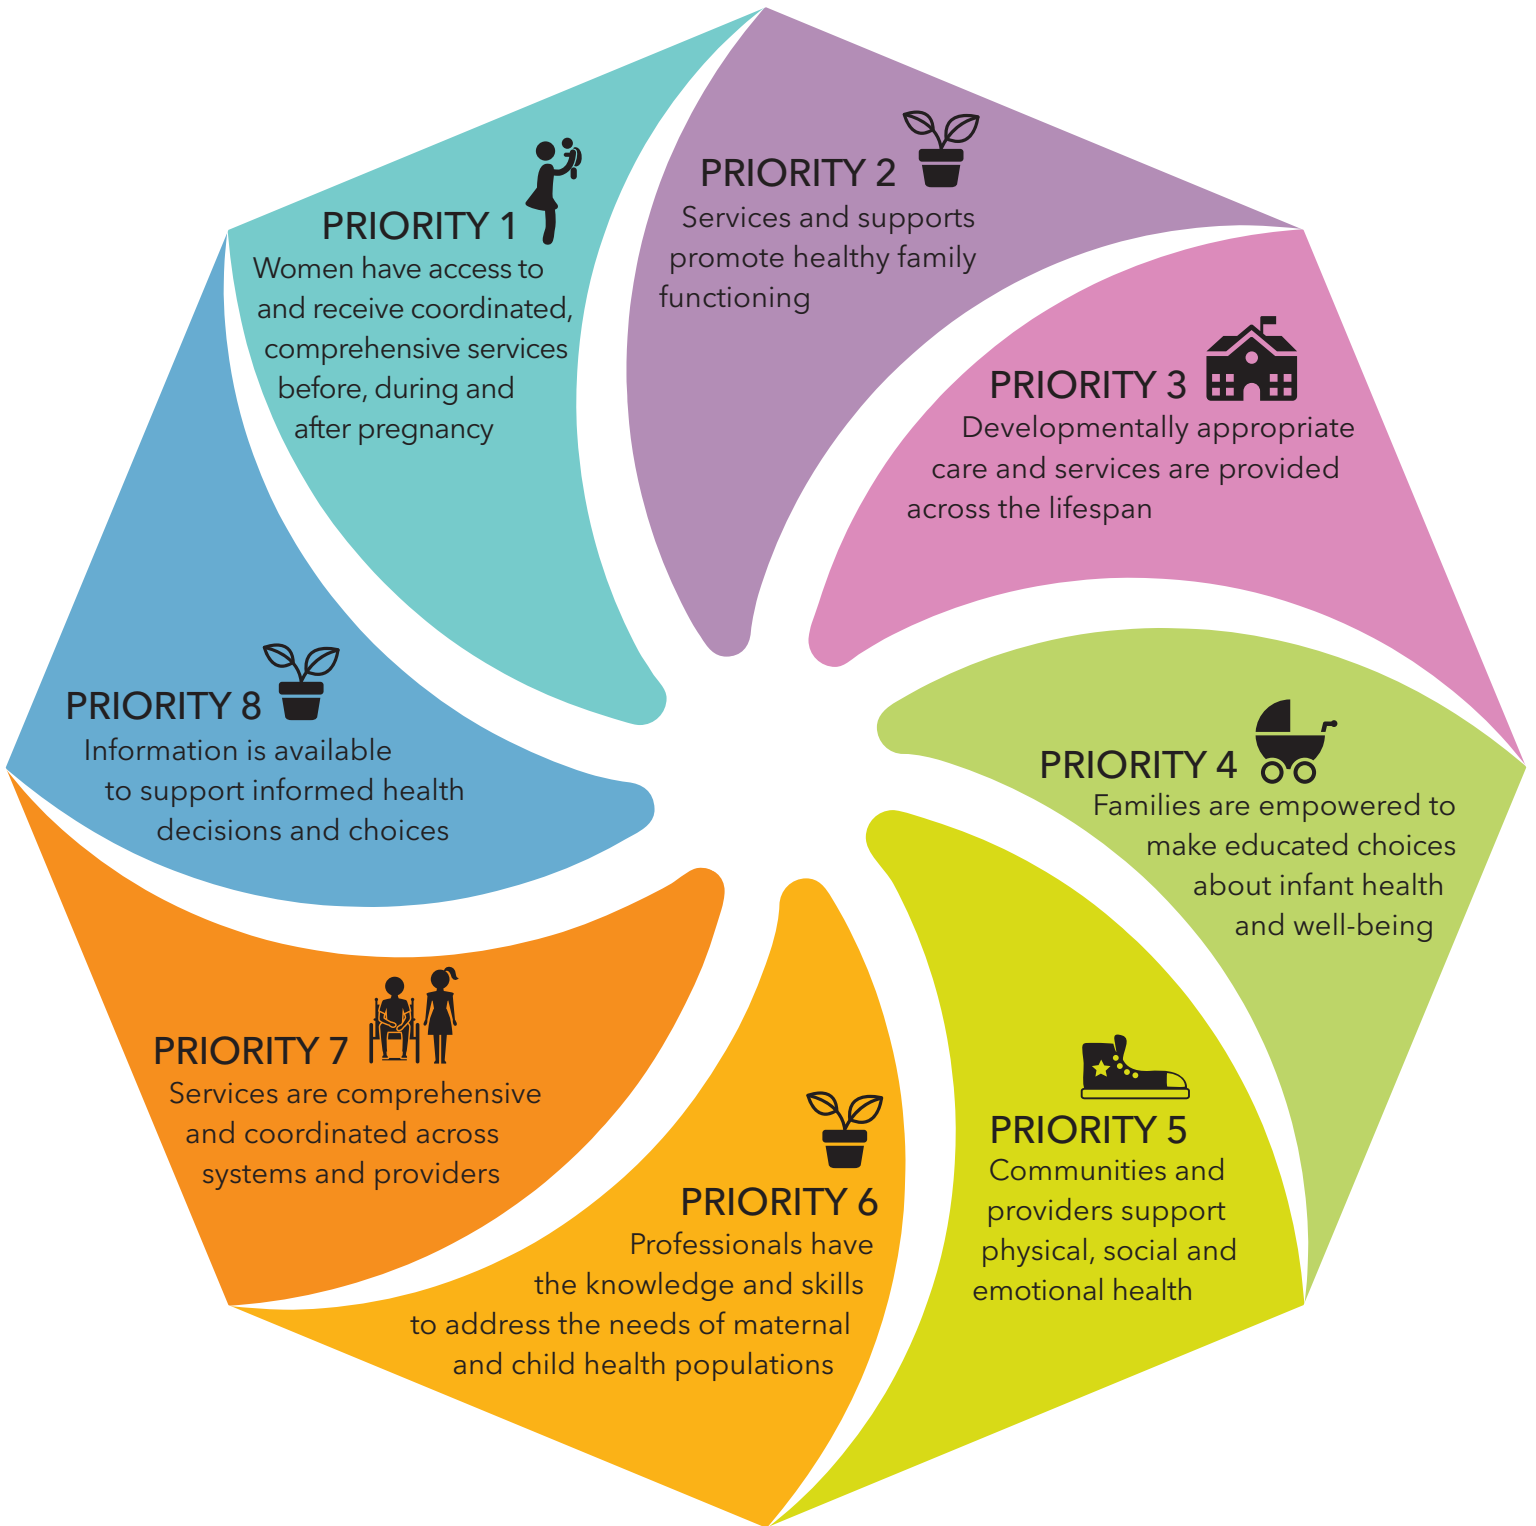 PRIORITY 1
Women have access to
and receive coordinated,
comprehensive services
before, during and
after pregnancy
PRIORITY 2
Services and supports
promote healthy family
functioning
PRIORITY 3
Developmentally appropriate
care and services are provided
across the lifespan
PRIORITY 4
Families are empowered to
make educated choices
about infant health
and well-being
PRIORITY 5
Communities and
providers support
physical, social and
emotional health
PRIORITY 6
Professionals have
the knowledge and skills
to address the needs of maternal
and child health populations
PRIORITY 7
Services are comprehensive
and coordinated across
systems and providers
PRIORITY 8
Information is available
to support informed health
decisions and choices